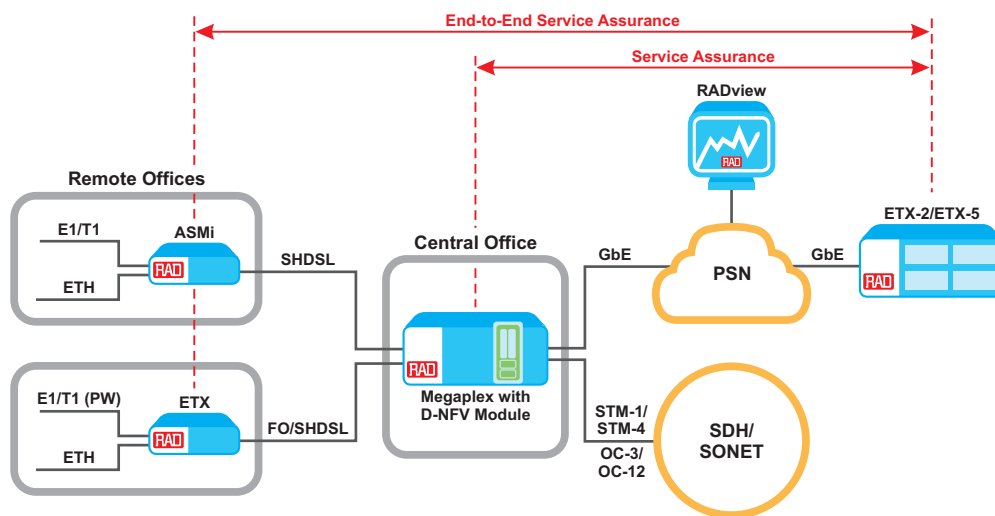 End-to-End Service Assurance
Service Assurance
RADview
RAD
Remote Offices
E1/T1
ASMi
RAD
ETH
SHDSL
Central Office
GbE
PSN
GbE
ETX-2/ETX-5
RAD
RAD
Megaplex with
D-NFV Module
E1/T1 (PW)
ETX
RAD
ETH
FO/SHDSL
STM-1/
STM-4
OC-3/
OC-12
SDH/
SONET